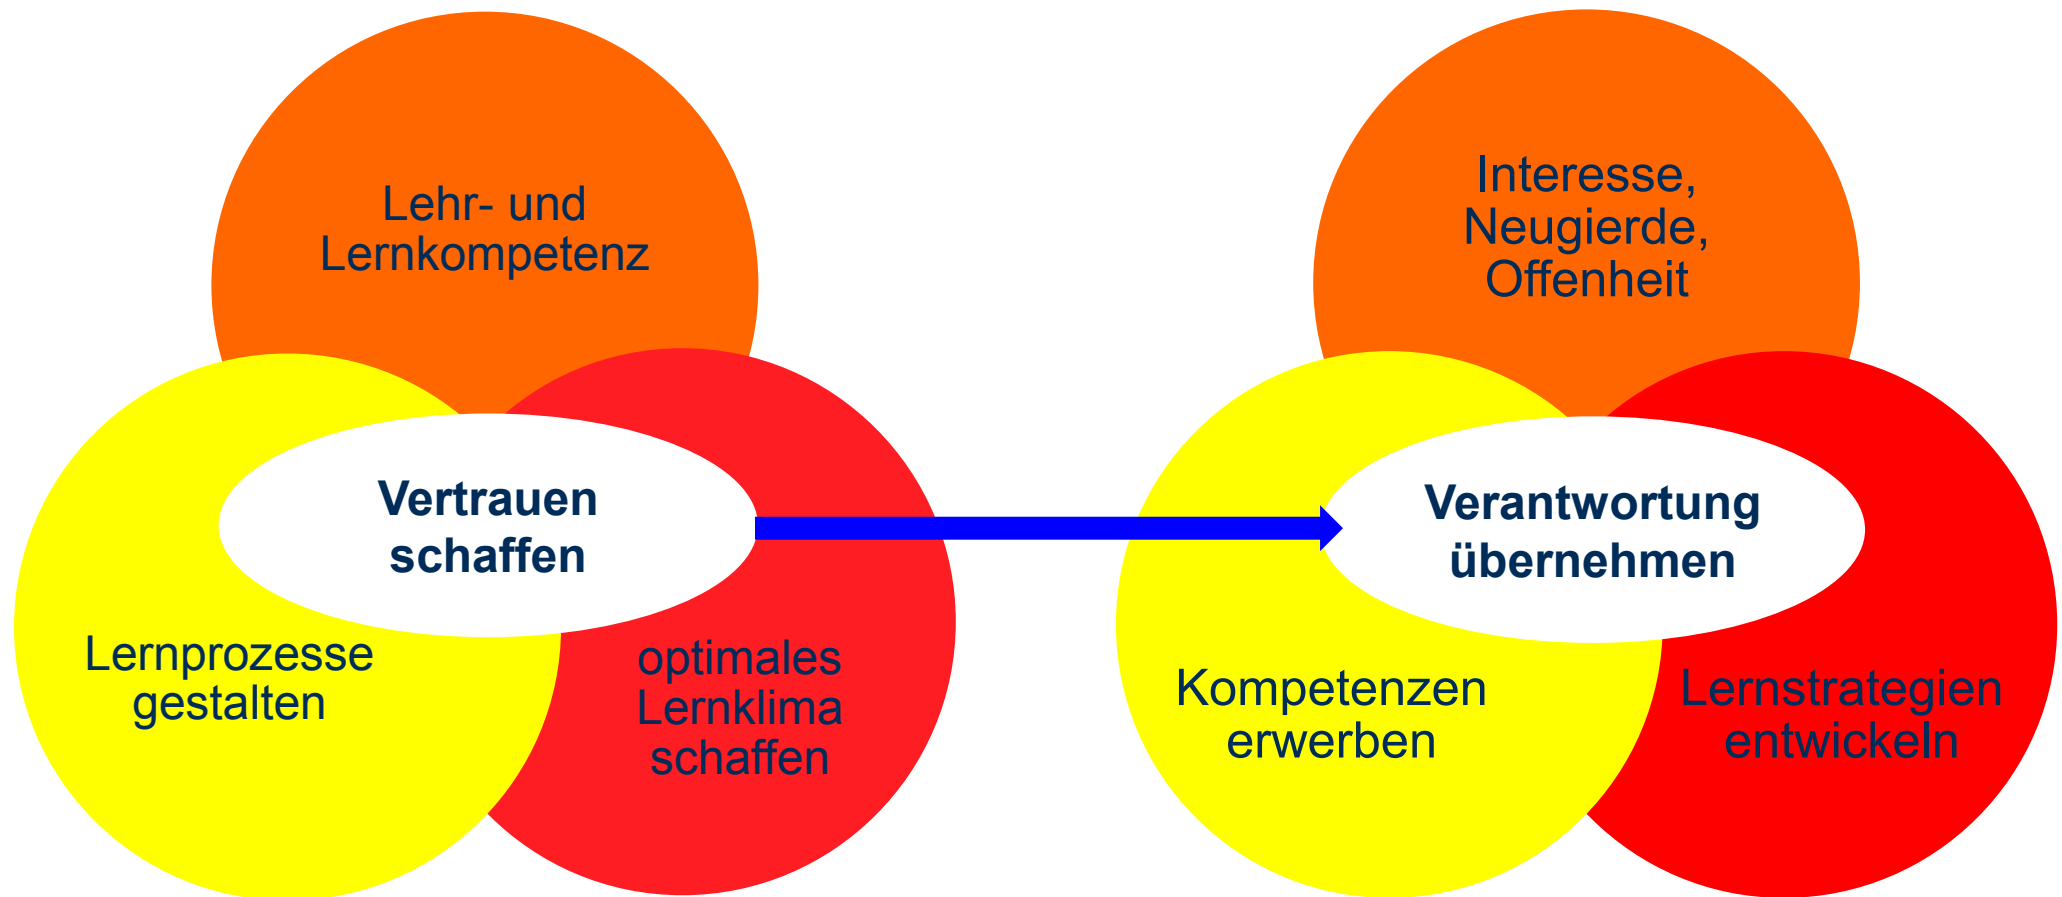 Lehr- und
Lernkompetenz
Vertrauen
schaffen
Lernprozesse
gestalten
optimales
Lernklima
schaffen
Interesse,
Neugierde,
Offenheit
Verantwortung
übernehmen
Kompetenzen
erwerben
Lernstrategien
entwickeln